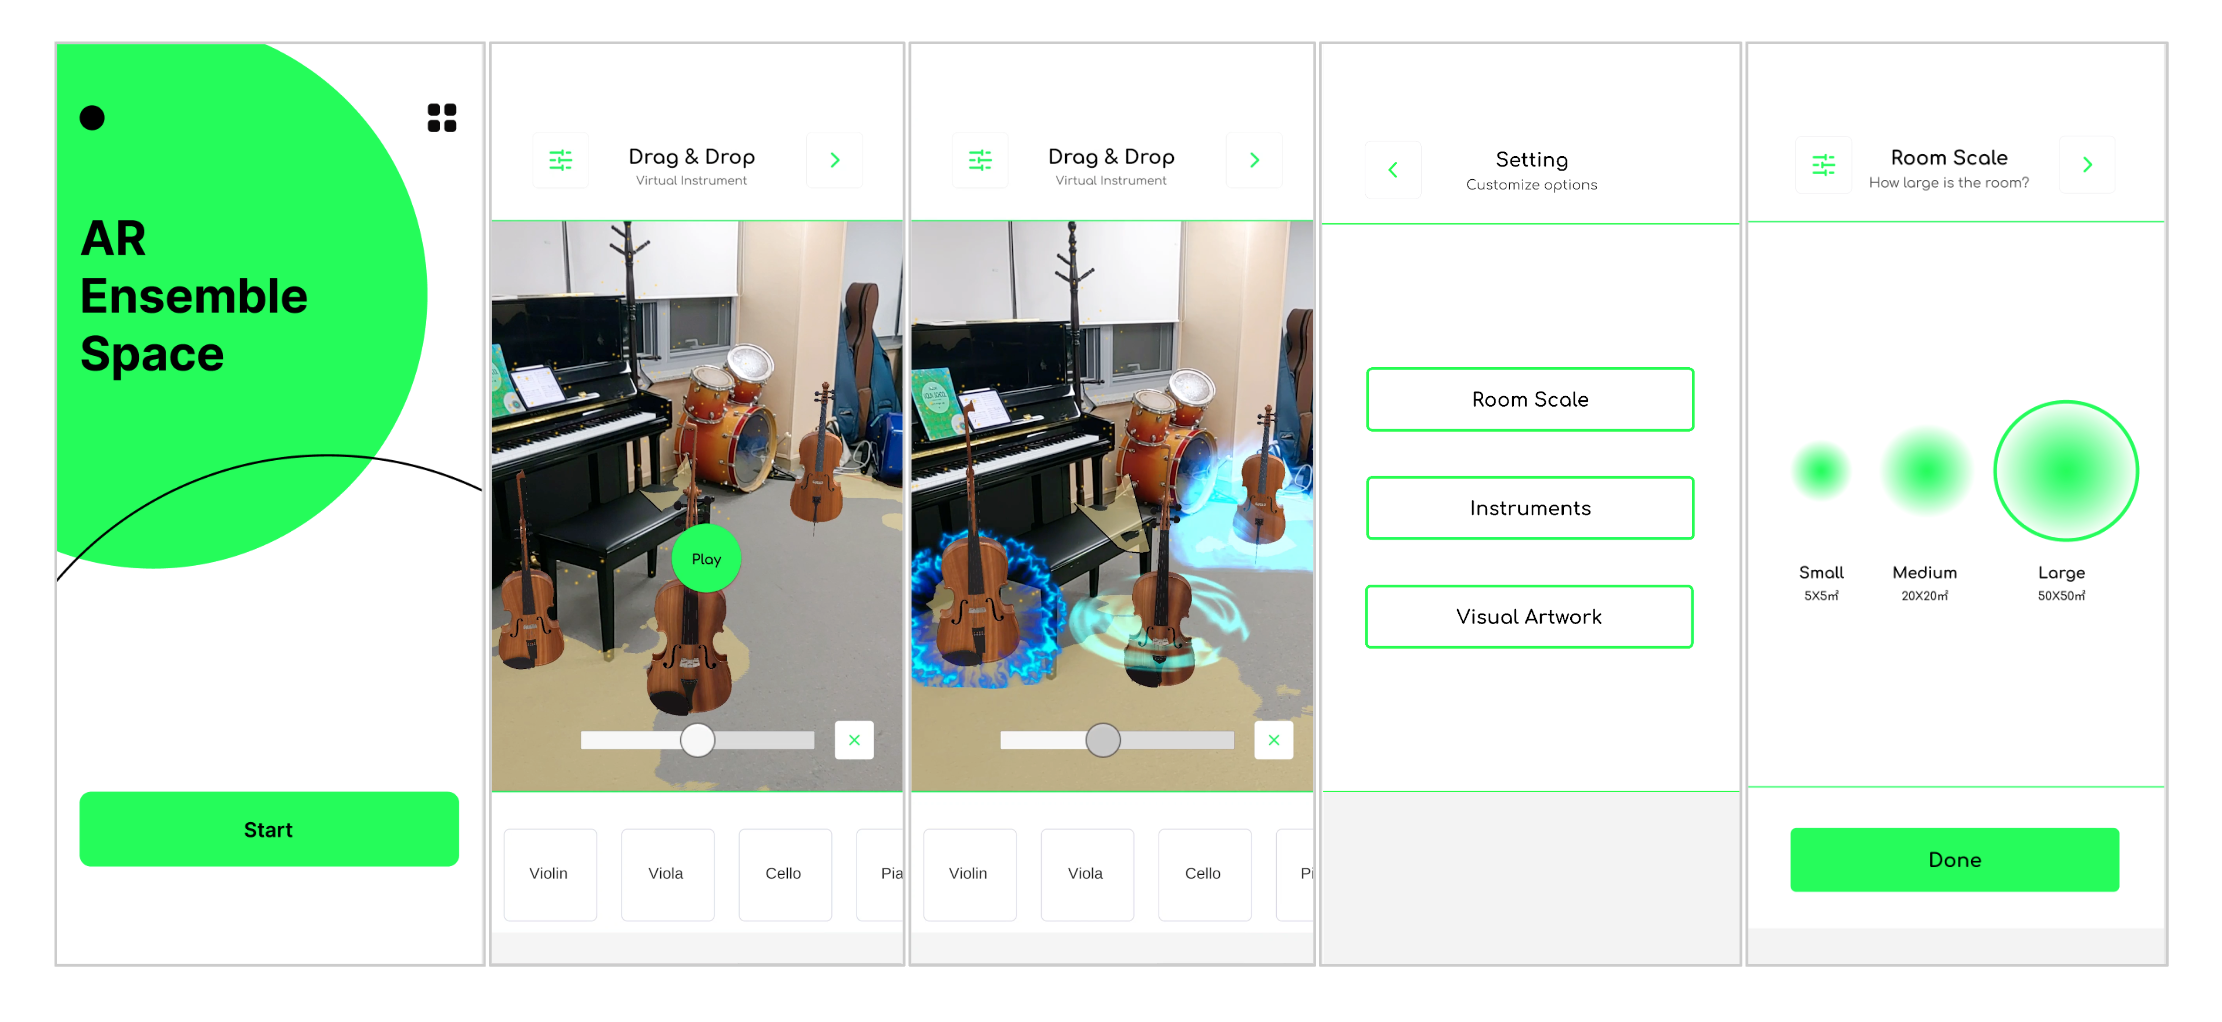 AR
Ensemble
Space
Start
Drag & Drop
Virtual Instrument
Play
Violin
Viola
Cello
Pia
Drag & Drop
Virtual Instrument
Violin
Viola
Cello
Pi
Setting
Customize options
Room Scale
Instruments
Visual Artwork
Room Scale
How large is the room?
Small
5X5㎡
Medium
20X20㎡
Large
50X50㎡
Done